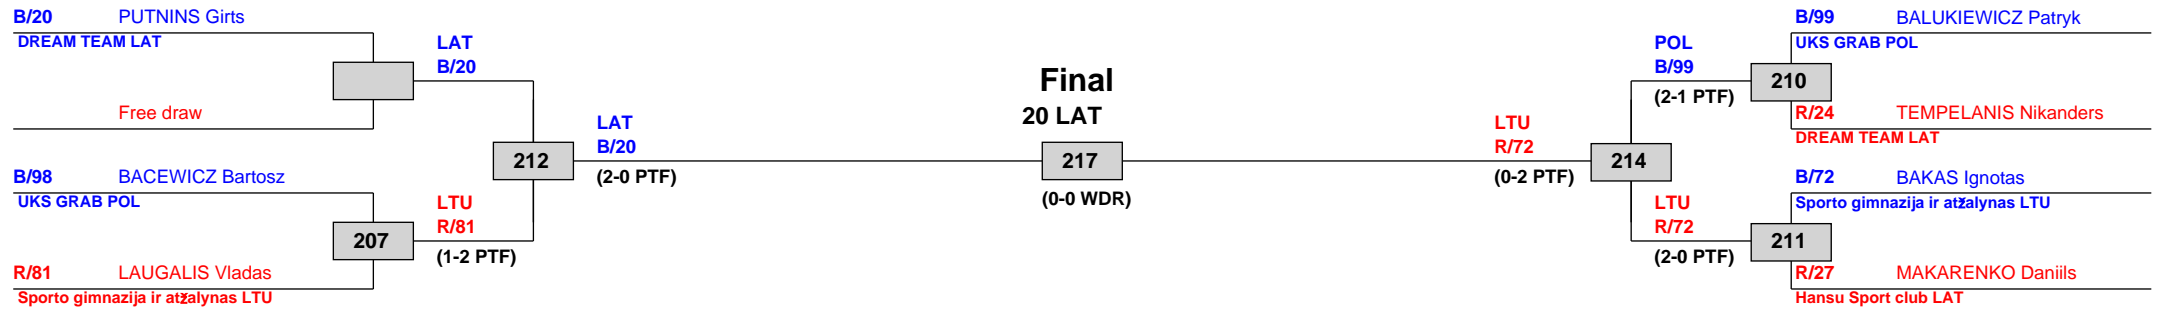 B/20 PUTNINS Girts
DREAM TEAM LAT
LAT
B/20
Free draw
212
LAT
B/20
(2-0 PTF)
B/98 BACEWICZ Bartosz
UKS GRAB POL
207
LTU
R/81
(1-2 PTF)
R/81 LAUGALIS Vladas
Sporto gimnazija ir atžalynas LTU
Final
20 LAT
217
(0-0 WDR)
B/99 BALUKIEWICZ Patryk
UKS GRAB POL
POL
B/99
(2-1 PTF)
210
R/24 TEMPELANIS Nikanders
DREAM TEAM LAT
LTU
R/72
(0-2 PTF)
214
B/72 BAKAS Ignotas
Sporto gimnazija ir atžalynas LTU
LTU
R/72
(2-0 PTF)
211
R/27 MAKARENKO Daniils
Hansu Sport club LAT